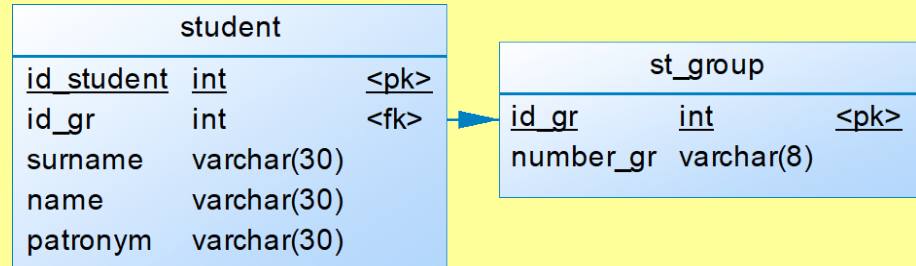 student
id_student int <pk>
id_gr int <fk>
surname varchar(30)
name varchar(30)
patronym varchar(30)
st_group
id_gr int <pk>
number_gr varchar(8)